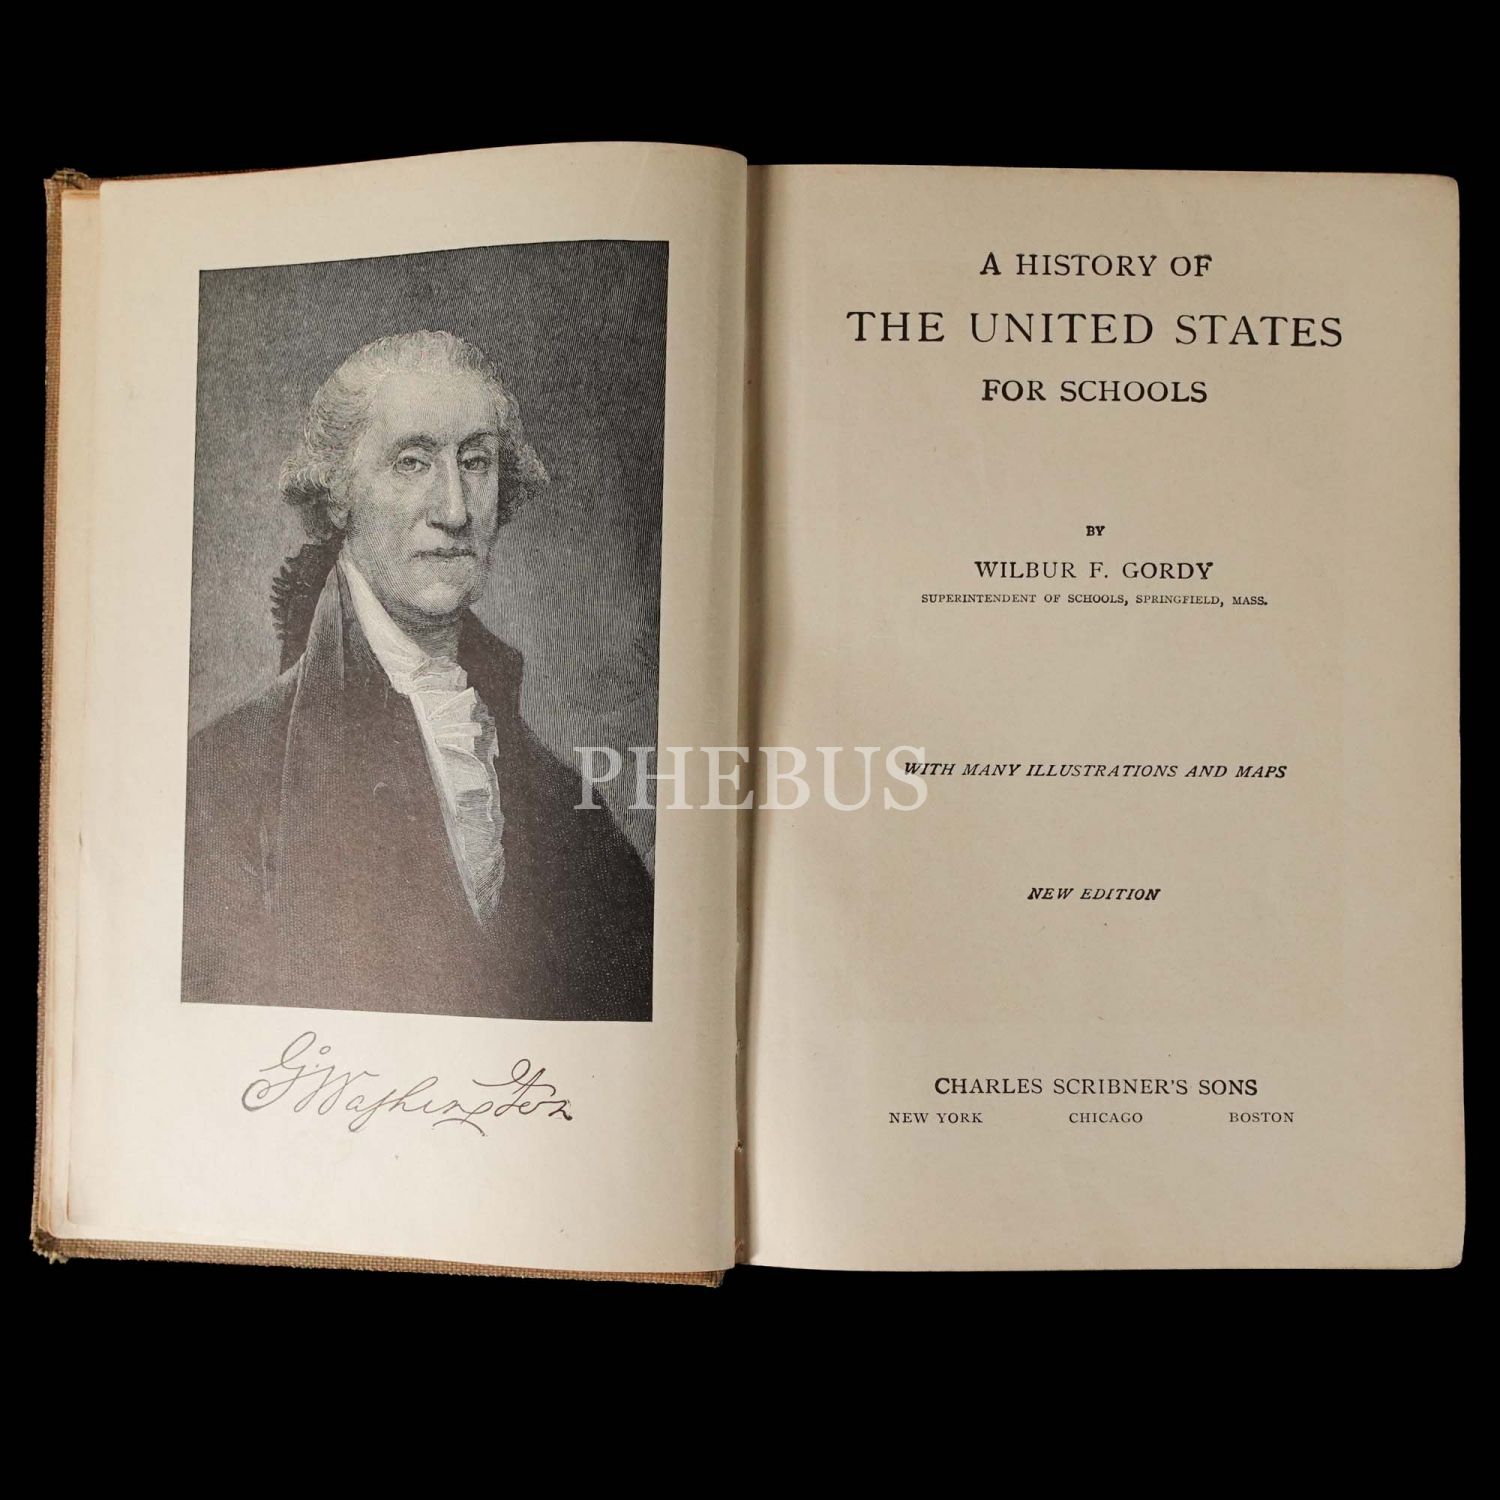 G. Washington
A HISTORY OF
THE UNITED STATES
FOR SCHOOLS
BY
WILBUR F. GORDY
SUPERINTENDENT OF SCHOOLS, SPRINGFIELD, MASS.
PHEBUS
WITH MANY ILLUSTRATIONS AND MAPS
NEW EDITION
CHARLES SCRIBNER'S SONS
NEW YORK CHICAGO BOSTON